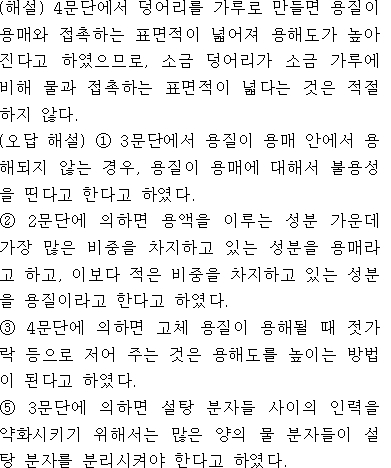 (해설) 4문단에서 덩어리를 가루로 만들면 용질이
용매와 접촉하는 표면적이 넓어져 용해도가 높아
진다고 하였으므로, 소금 덩어리가 소금 가루에
비해 물과 접촉하는 표면적이 넓다는 것은 적절
하지 않다.
(오답 해설) ① 3문단에서 용질이 용매 안에서 용
해되지 않는 경우, 용질이 용매에 대해서 불용성
을 띤다고 한다고 하였다.
② 2문단에 의하면 용액을 이루는 성분 가운데
가장 많은 비중을 차지하고 있는 성분을 용매라
고 하고, 이보다 적은 비중을 차지하고 있는 성분
을 용질이라고 한다고 하였다.
③ 4문단에 의하면 고체 용질이 용해될 때 젓가
락 등으로 저어 주는 것은 용해도를 높이는 방법
이 된다고 하였다.
⑤ 3문단에 의하면 설탕 분자들 사이의 인력을
약화시키기 위해서는 많은 양의 물 분자들이 설
탕 분자를 분리시켜야 한다고 하였다.